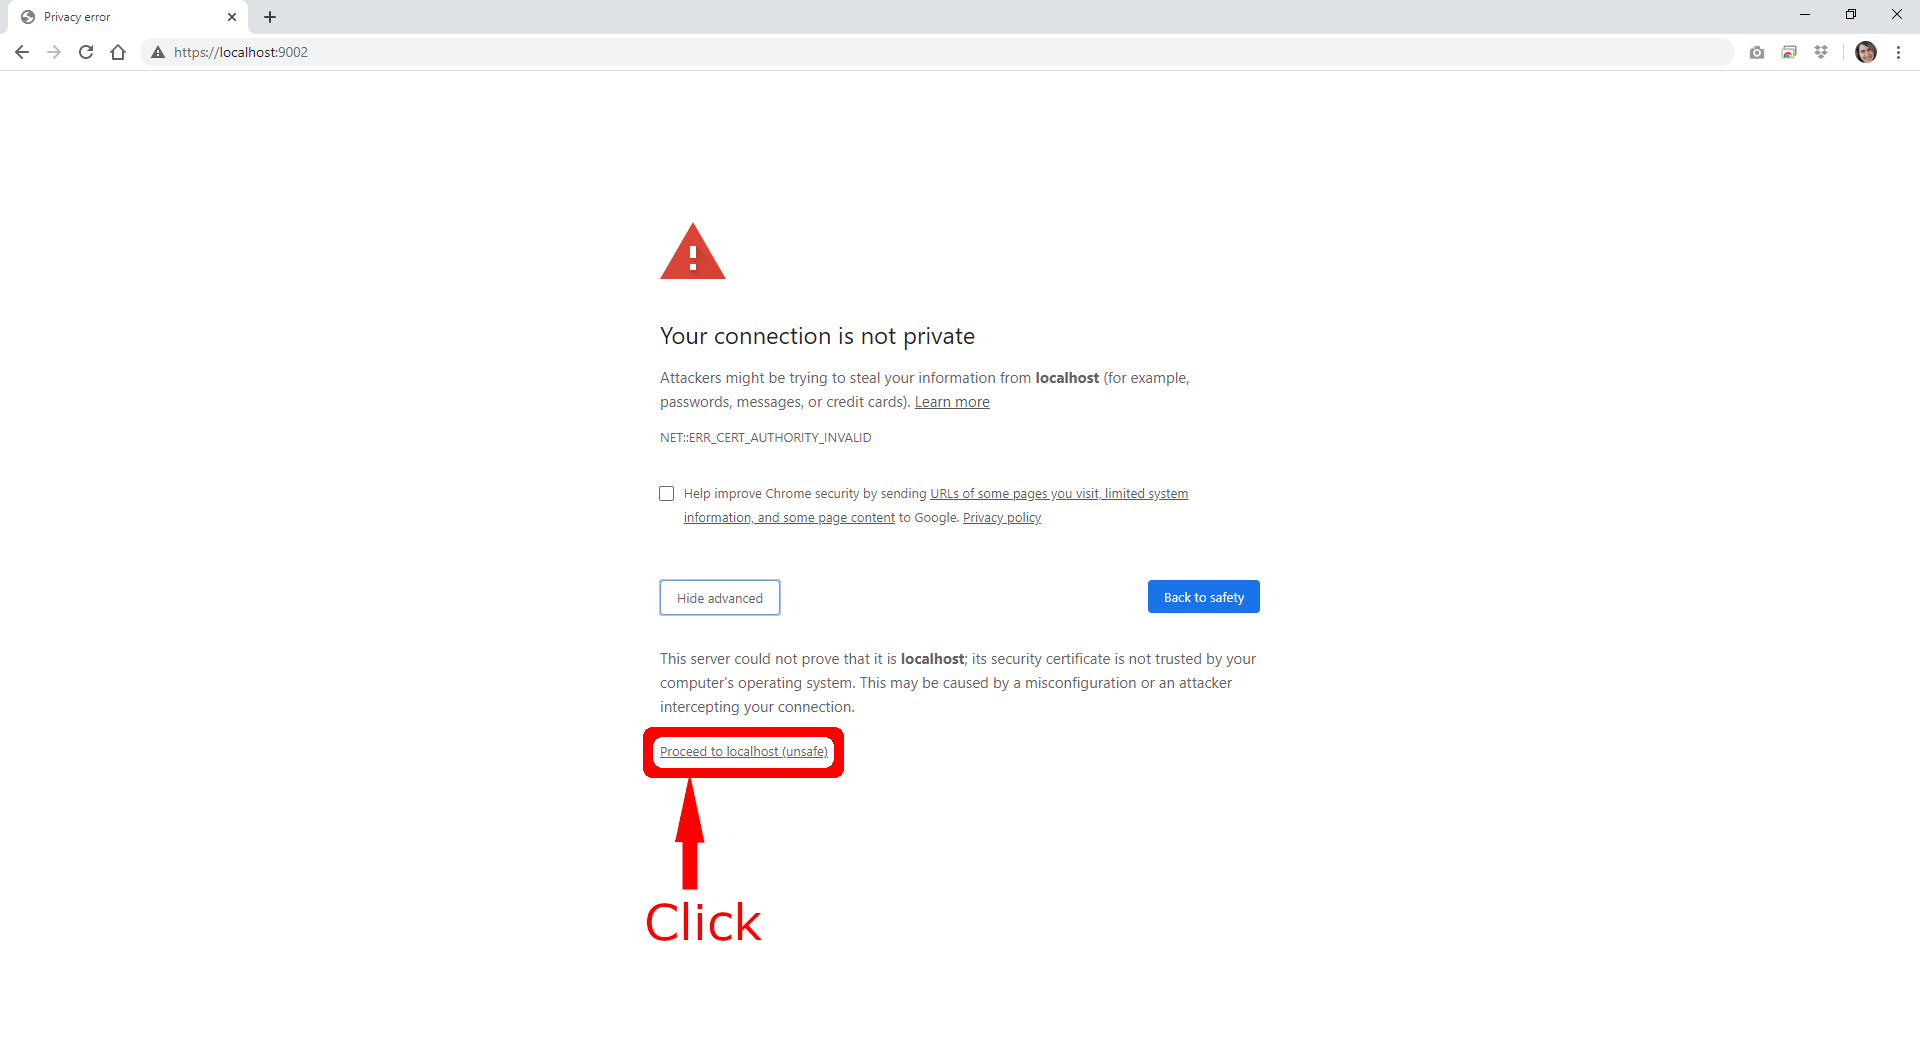 Privacy error
https://localhost:9002
Your connection is not private
Attackers might be trying to steal your information from localhost (for example,
passwords, messages, or credit cards). Learn more
NET::ERR_CERT_AUTHORITY_INVALID
Help improve Chrome security by sending URLs of some pages you visit, limited system
information, and some page content to Google. Privacy policy
Hide advanced
Back to safety
This server could not prove that it is localhost; its security certificate is not trusted by your
computer's operating system. This may be caused by a misconfiguration or an attacker
intercepting your connection.
Proceed to localhost (unsafe)
Click